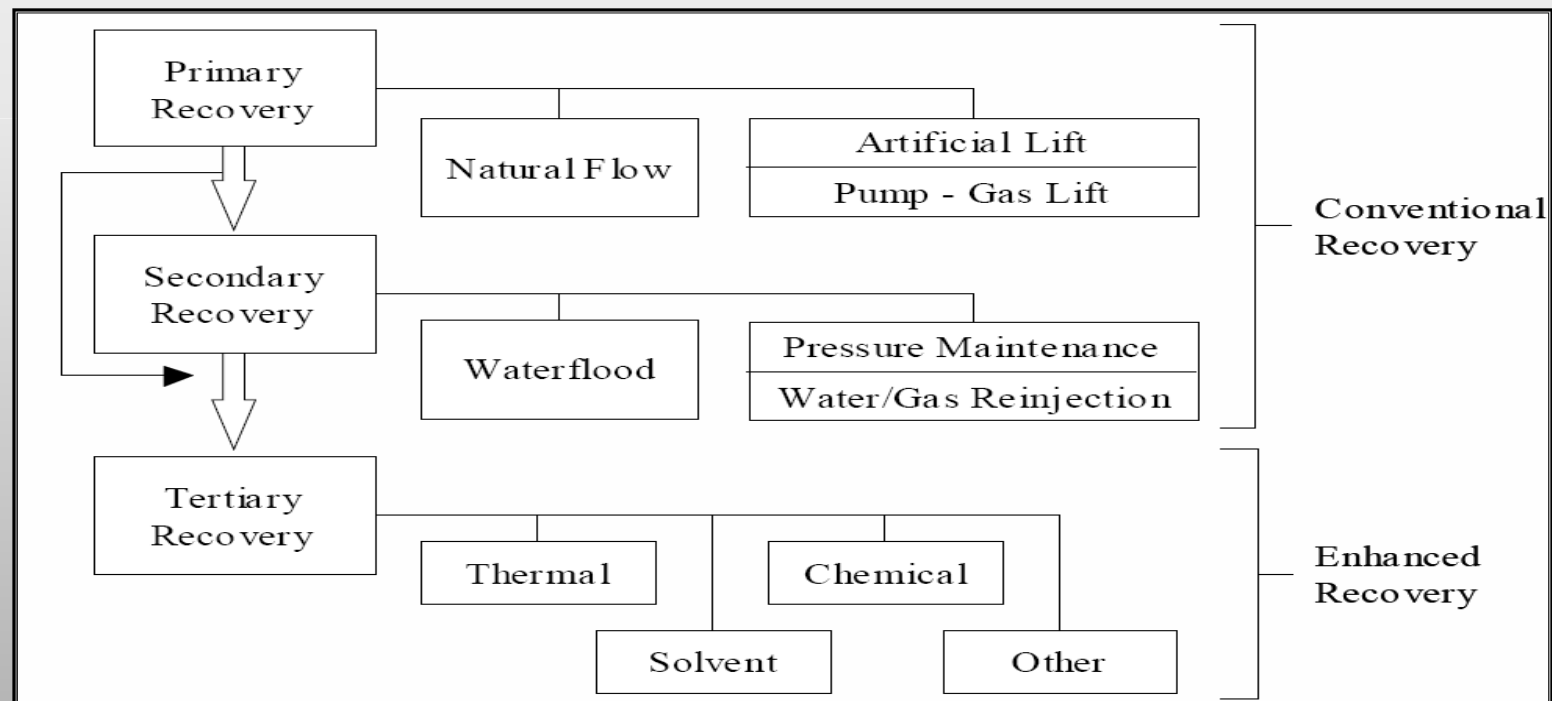 Primary
Recovery
Natural Flow
Artificial Lift
Pump - Gas Lift
Conventional
Recovery
Secondary
Recovery
Waterflood
Pressure Maintenance
Water/Gas Reinjection
Tertiary
Recovery
Thermal
Chemical
Solvent
Other
Enhanced
Recovery